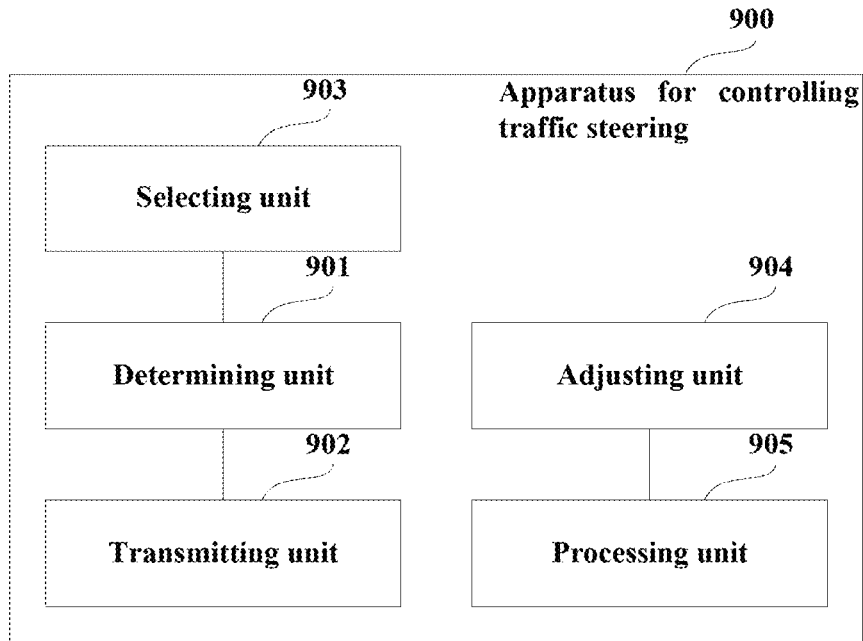 900
903
Apparatus for controlling
traffic steering
Selecting unit
901
904
Determining unit
Adjusting unit
902
905
Transmitting unit
Processing unit